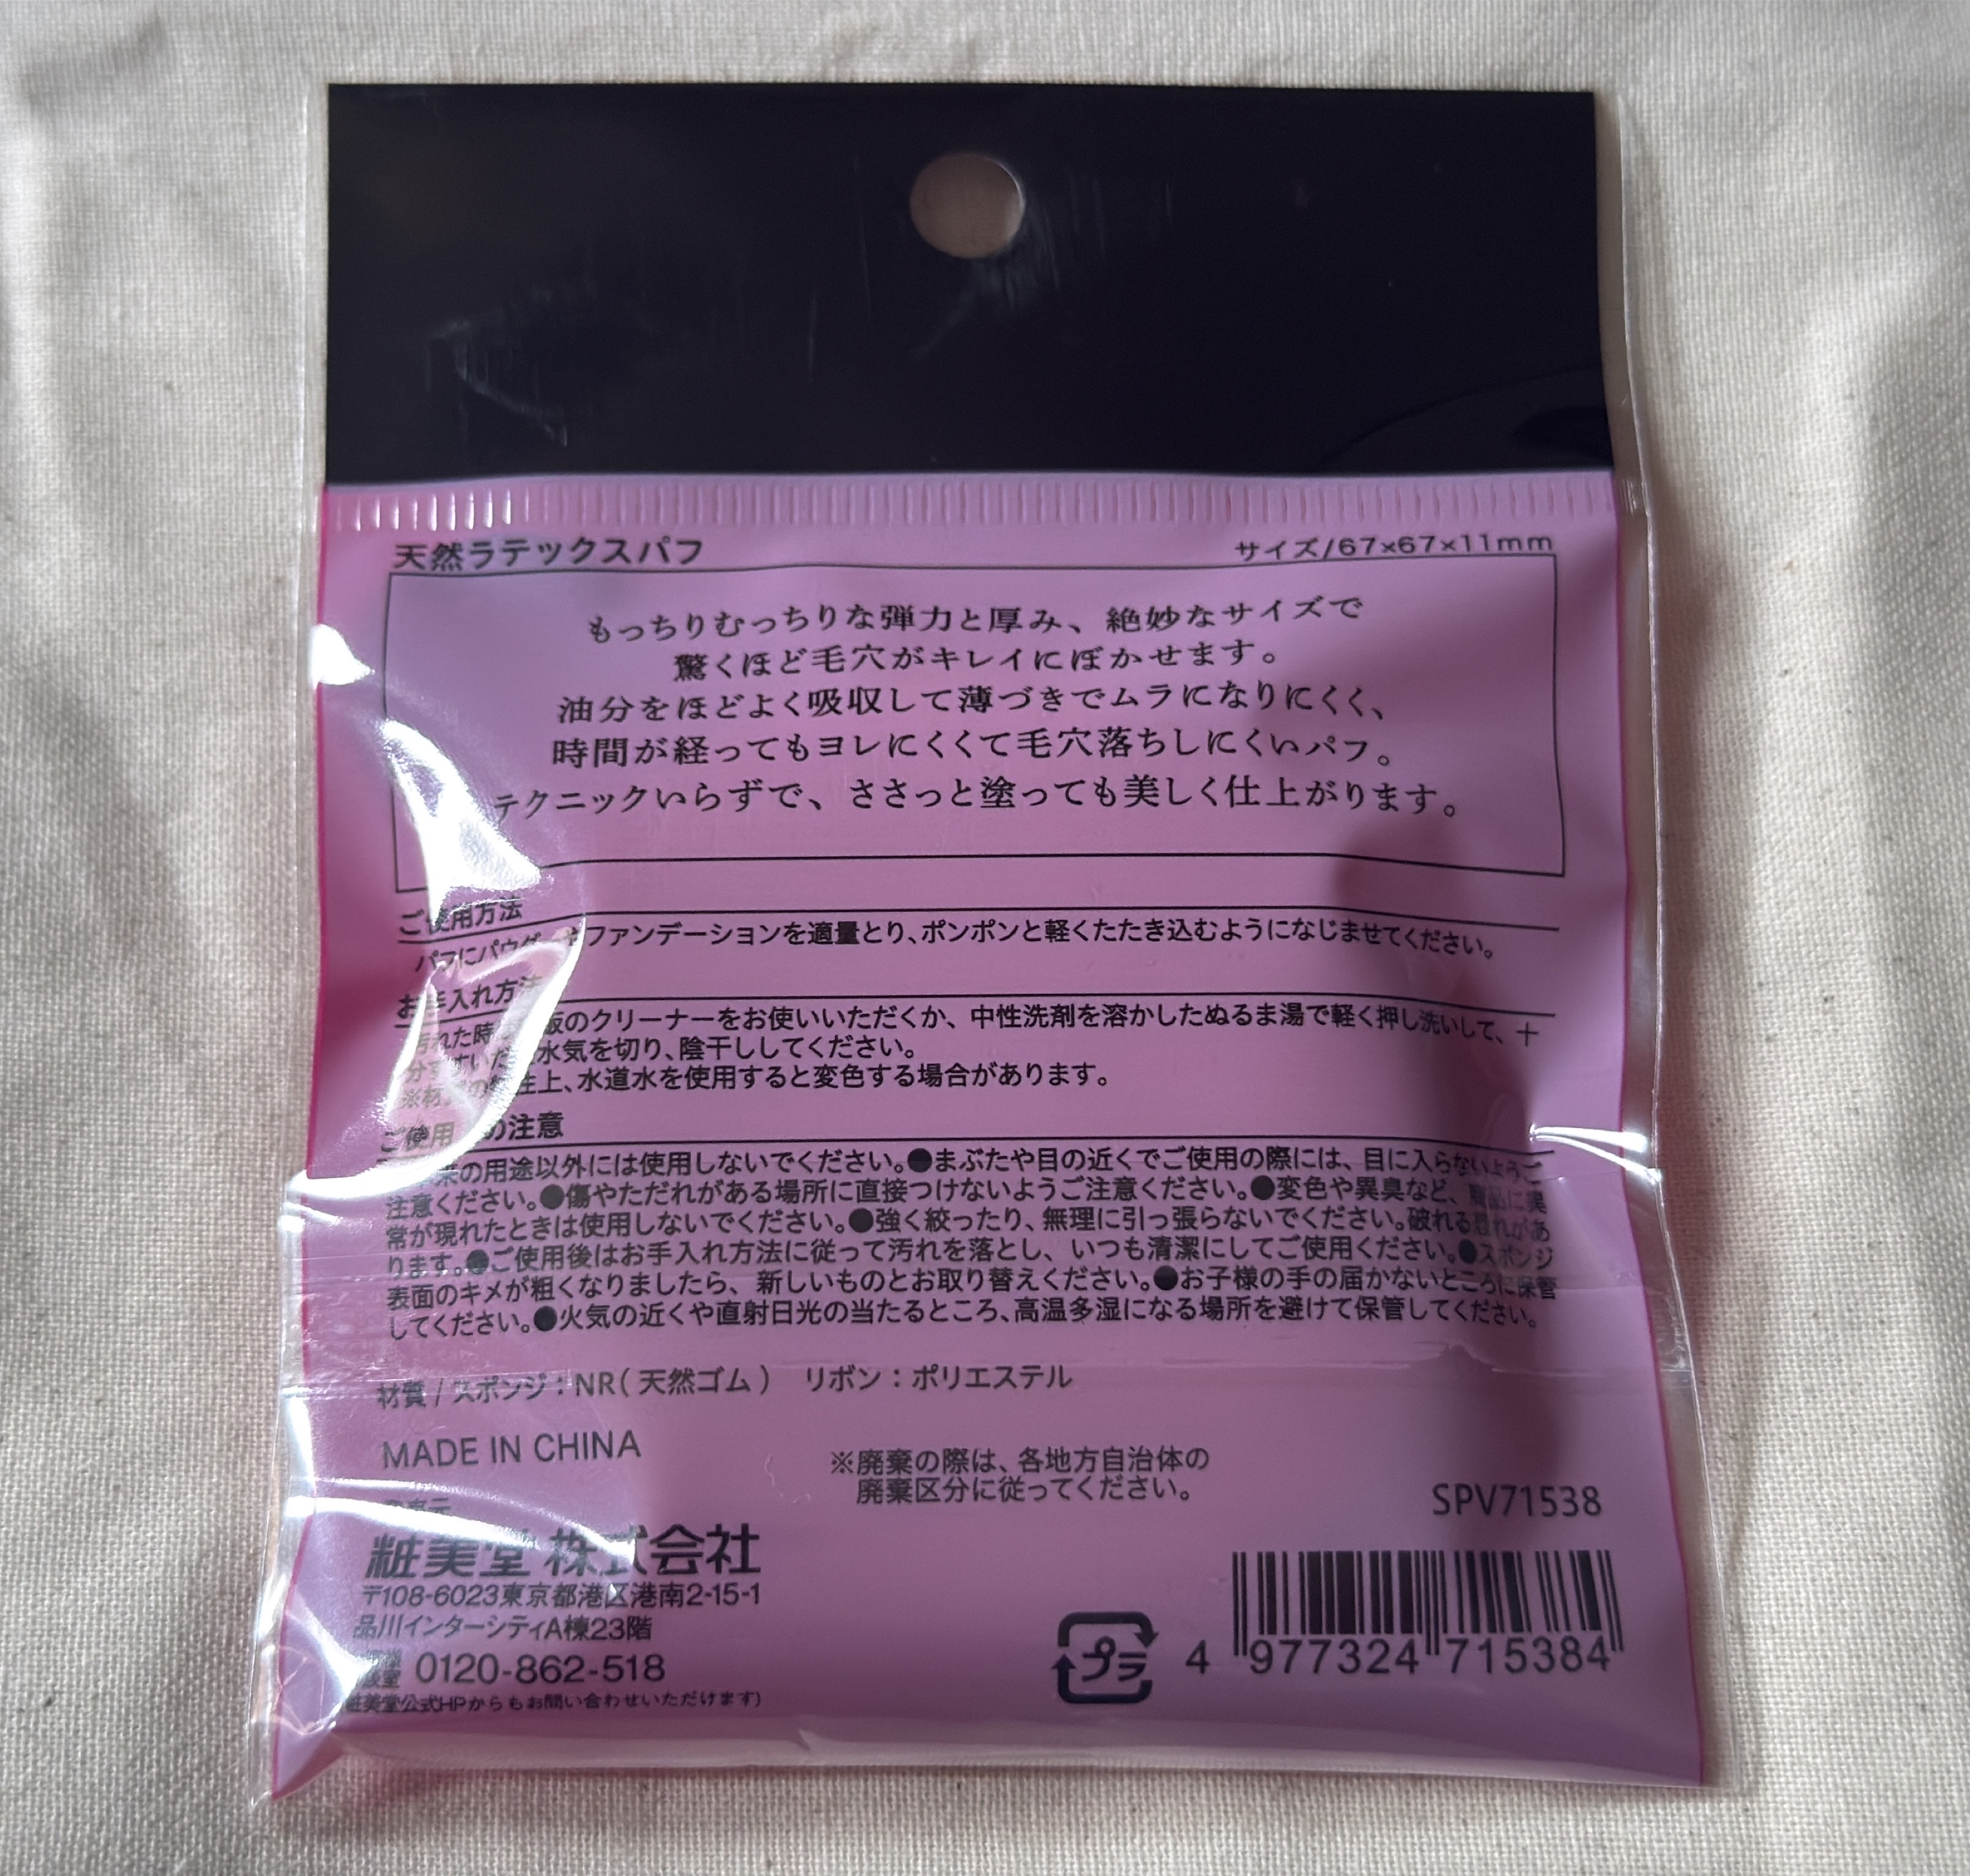 天然ラテックスパフ
サイズ/67×67×11mm
もっちりむっちりな弾力と厚み、絶妙なサイズで
驚くほど毛穴がキレイにぼかせます。
油分をほどよく吸収して薄づきでムラになりにくく、
時間が経ってもヨレにくくて毛穴落ちしにくいパフ。
テクニックいらずで、ささっと塗っても美しく仕上がります。
ご使用方法
パフにパウダーやファンデーションを適量とり、ポンポンと軽くたたき込むようになじませてください。
お手入れ方法
汚れた時は 販のクリーナーをお使いいただくか、中性洗剤を溶かしたぬるま湯で軽く押し洗いして、十
分すすいだ 水気を切り、陰干ししてください。
※材 の 性上、水道水を使用すると変色する場合があります。
ご使用 の注意
来の用途以外には使用しないでください。●まぶたや目の近くでご使用の際には、目に入らないようご
注意ください。●傷やただれがある場所に直接つけないようご注意ください。●変色や異臭など、商品に異
常が現れたときは使用しないでください。●強く絞ったり、無理に引っ張らないでください。破れる恐れがあ
ります。●ご使用後はお手入れ方法に従って汚れを落とし、いつも清潔にしてご使用ください。●スポンジ
表面のキメが粗くなりましたら、新しいものとお取り替えください。●お子様の手の届かないところに保管
してください。●火気の近くや直射日光の当たるところ、高温多湿になる場所を避けて保管してください。
材質/スポンジ：NR(天然ゴム) リボン：ポリエステル
MADE IN CHINA
※廃棄の際は、各地方自治体の
廃棄区分に従ってください。
SPV71538
粧美堂 株式会社
〒108-6023東京都港区港南2-15-1
品川インターシティA棟23階
0120-862-518
粧美堂公式HPからもお問い合わせいただけます)
プラ
4 977324 715384